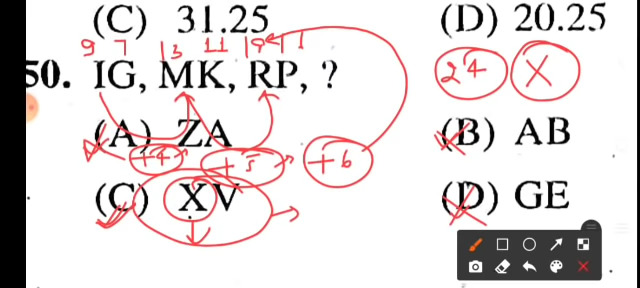 (C) 31.25 (D) 20.25
9 7 13 11
50. IG, MK, RP, ? 24 X
(A) ZA (B) AB
+4 +5 +6
(C) XV (D) GE